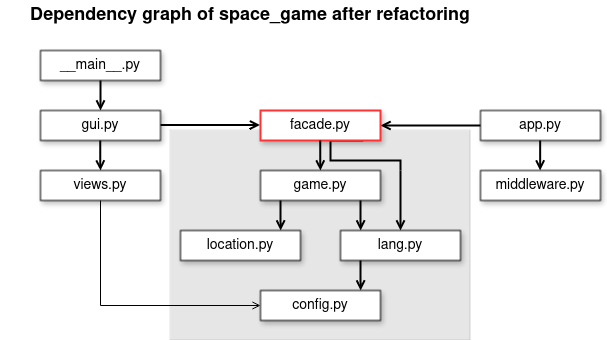 Dependency graph of space_game after refactoring
__main__.py
gui.py
facade.py
app.py
views.py
game.py
middleware.py
location.py
lang.py
config.py